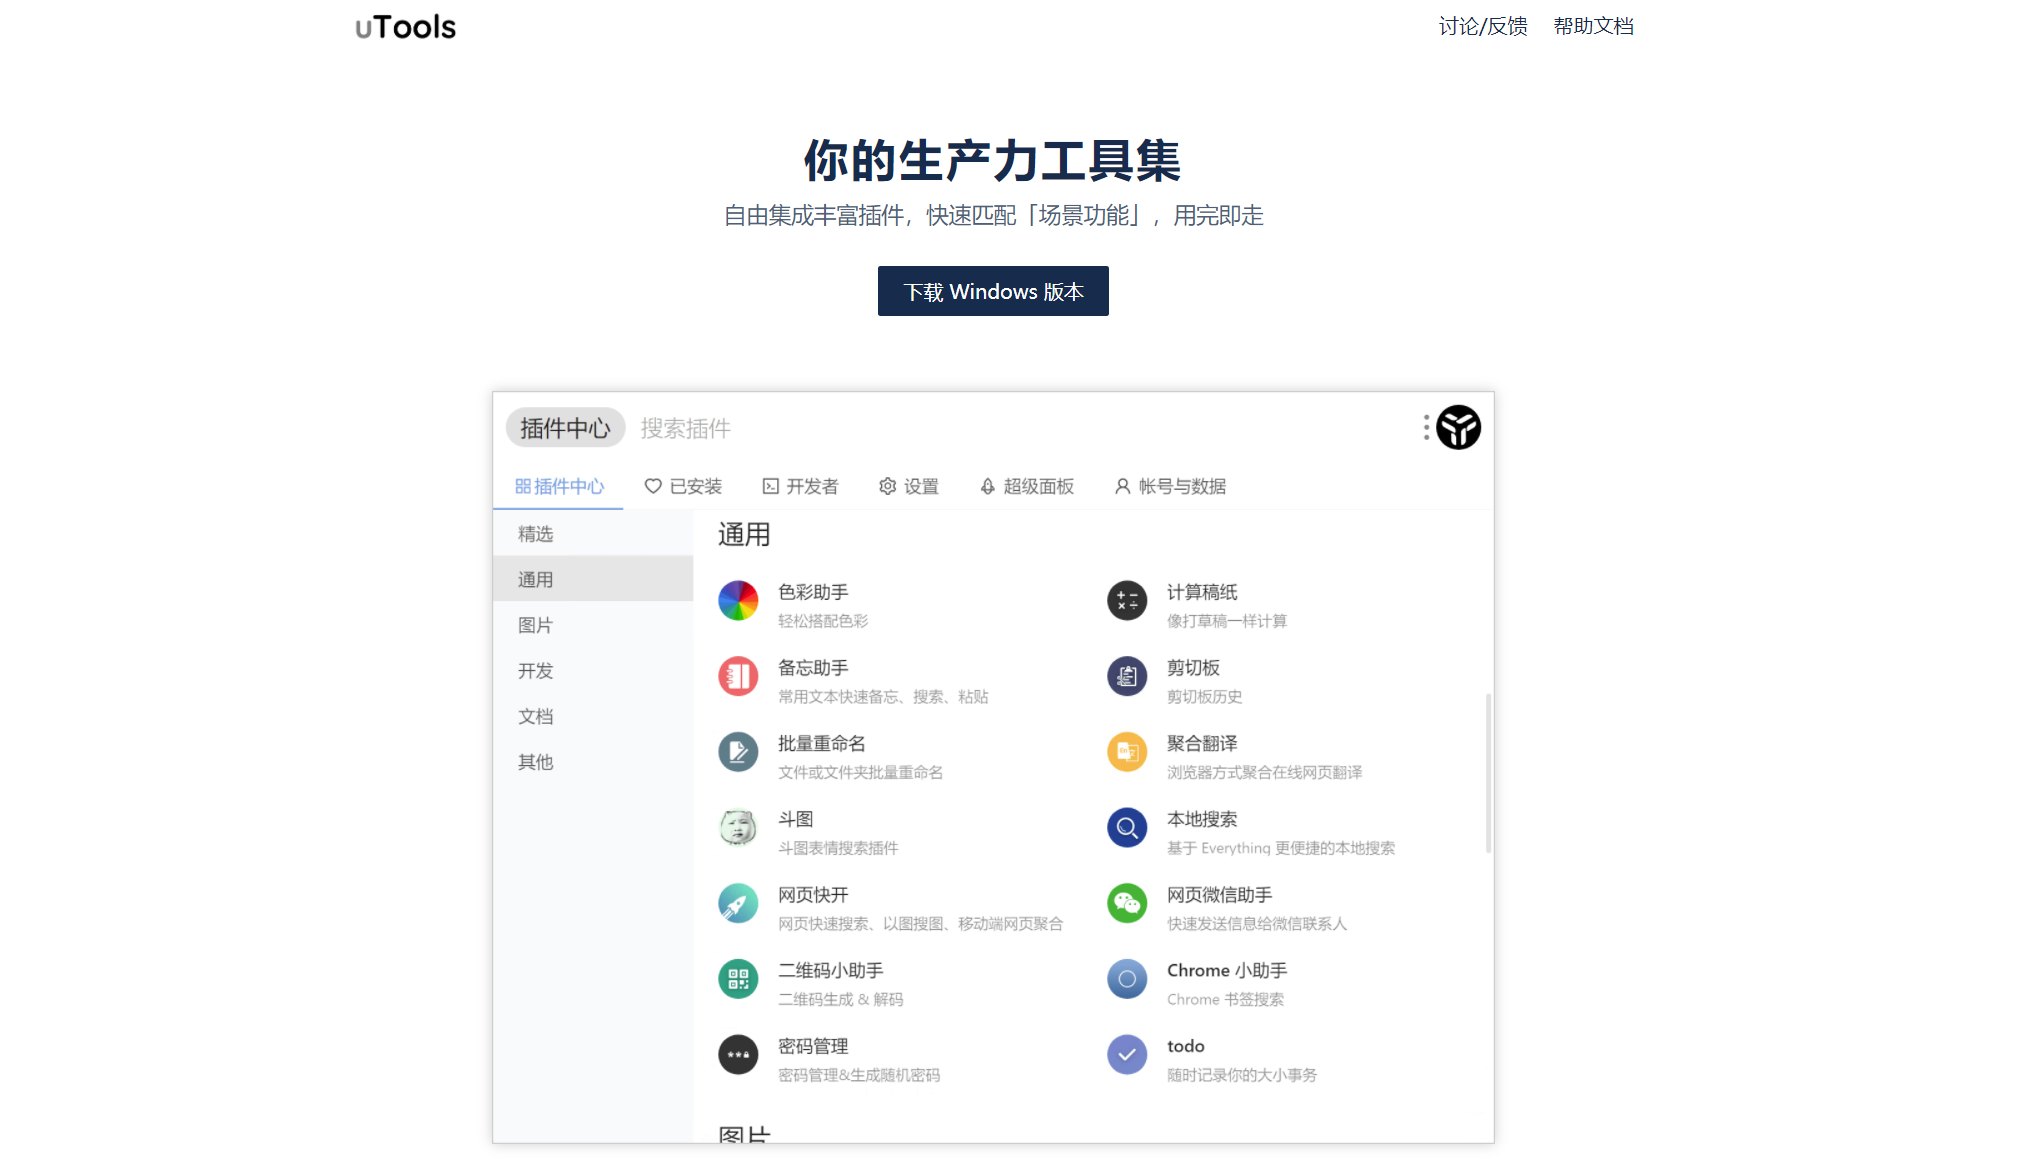 uTools
讨论/反馈 帮助文档
你的生产力工具集
自由集成丰富插件，快速匹配「场景功能」，用完即走
下载 Windows 版本
插件中心 搜索插件
插件中心 已安装 开发者 设置 超级面板 帐号与数据
精选
通用
图片
开发
文档
其他
通用
色彩助手
轻松搭配色彩
计算稿纸
像打草稿一样计算
备忘助手
常用文本快速备忘、搜索、粘贴
剪切板
剪切板历史
批量重命名
文件或文件夹批量重命名
聚合翻译
浏览器方式聚合在线网页翻译
斗图
斗图表情搜索插件
本地搜索
基于 Everything 更便捷的本地搜索
网页快开
网页快速搜索、以图搜图、移动端网页聚合
网页微信助手
快速发送信息给微信联系人
二维码小助手
二维码生成 & 解码
Chrome 小助手
Chrome 书签搜索
密码管理
密码管理&生成随机密码
todo
随时记录你的大小事务
图片